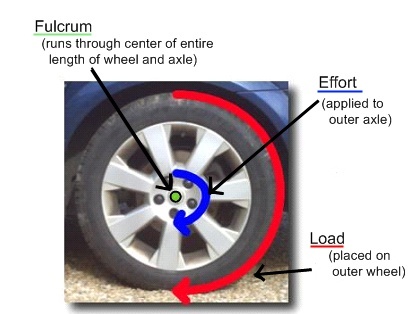 Fulcrum
(runs through center of entire
length of wheel and axle)
Effort
(applied to
outer axle)
Load
(placed on
outer wheel)